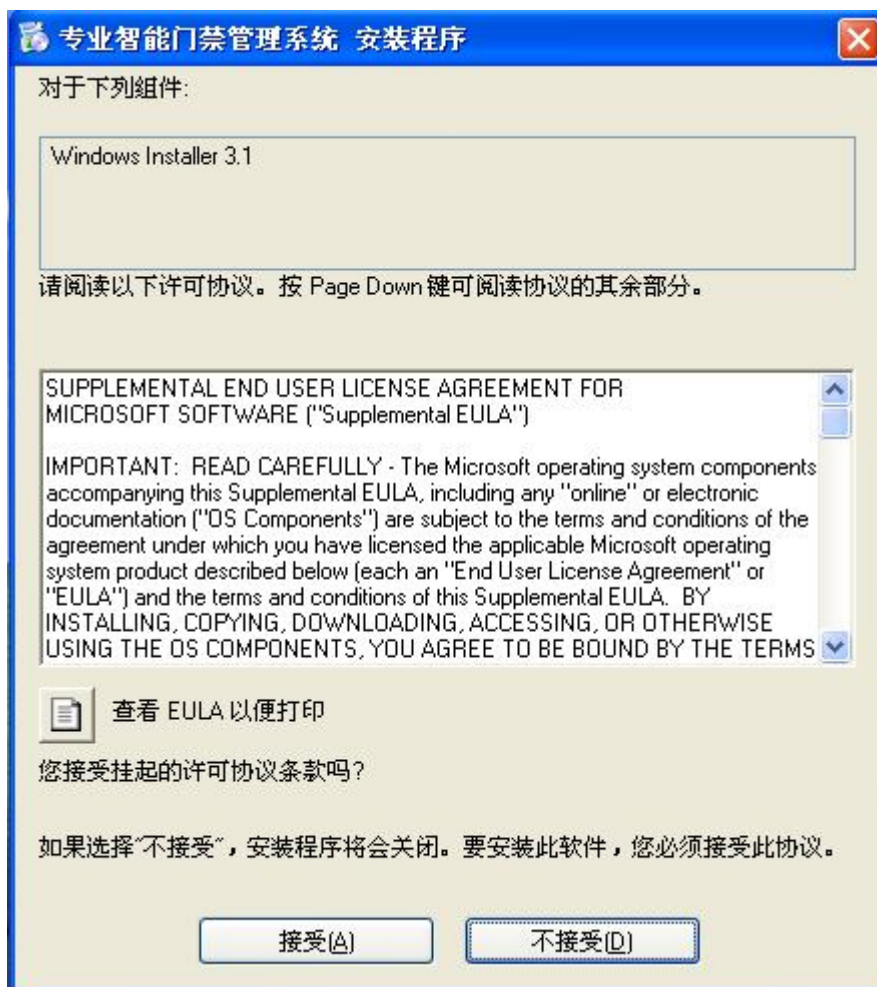 专业智能门禁管理系统 安装程序
对于下列组件:
Windows Installer 3.1
请阅读以下许可协议。按 Page Down 键可阅读协议的其余部分。
SUPPLEMENTAL END USER LICENSE AGREEMENT FOR
MICROSOFT SOFTWARE ("Supplemental EULA")
IMPORTANT: READ CAREFULLY - The Microsoft operating system components
accompanying this Supplemental EULA, including any "online" or electronic
documentation ("OS Components") are subject to the terms and conditions of the
agreement under which you have licensed the applicable Microsoft operating
system product described below (each an "End User License Agreement" or
"EULA") and the terms and conditions of this Supplemental EULA. BY
INSTALLING, COPYING, DOWNLOADING, ACCESSING, OR OTHERWISE
USING THE OS COMPONENTS, YOU AGREE TO BE BOUND BY THE TERMS
查看 EULA 以便打印
您接受挂起的许可协议条款吗?
如果选择“不接受”，安装程序将会关闭。要安装此软件，您必须接受此协议。
接受(A)
不接受(D)